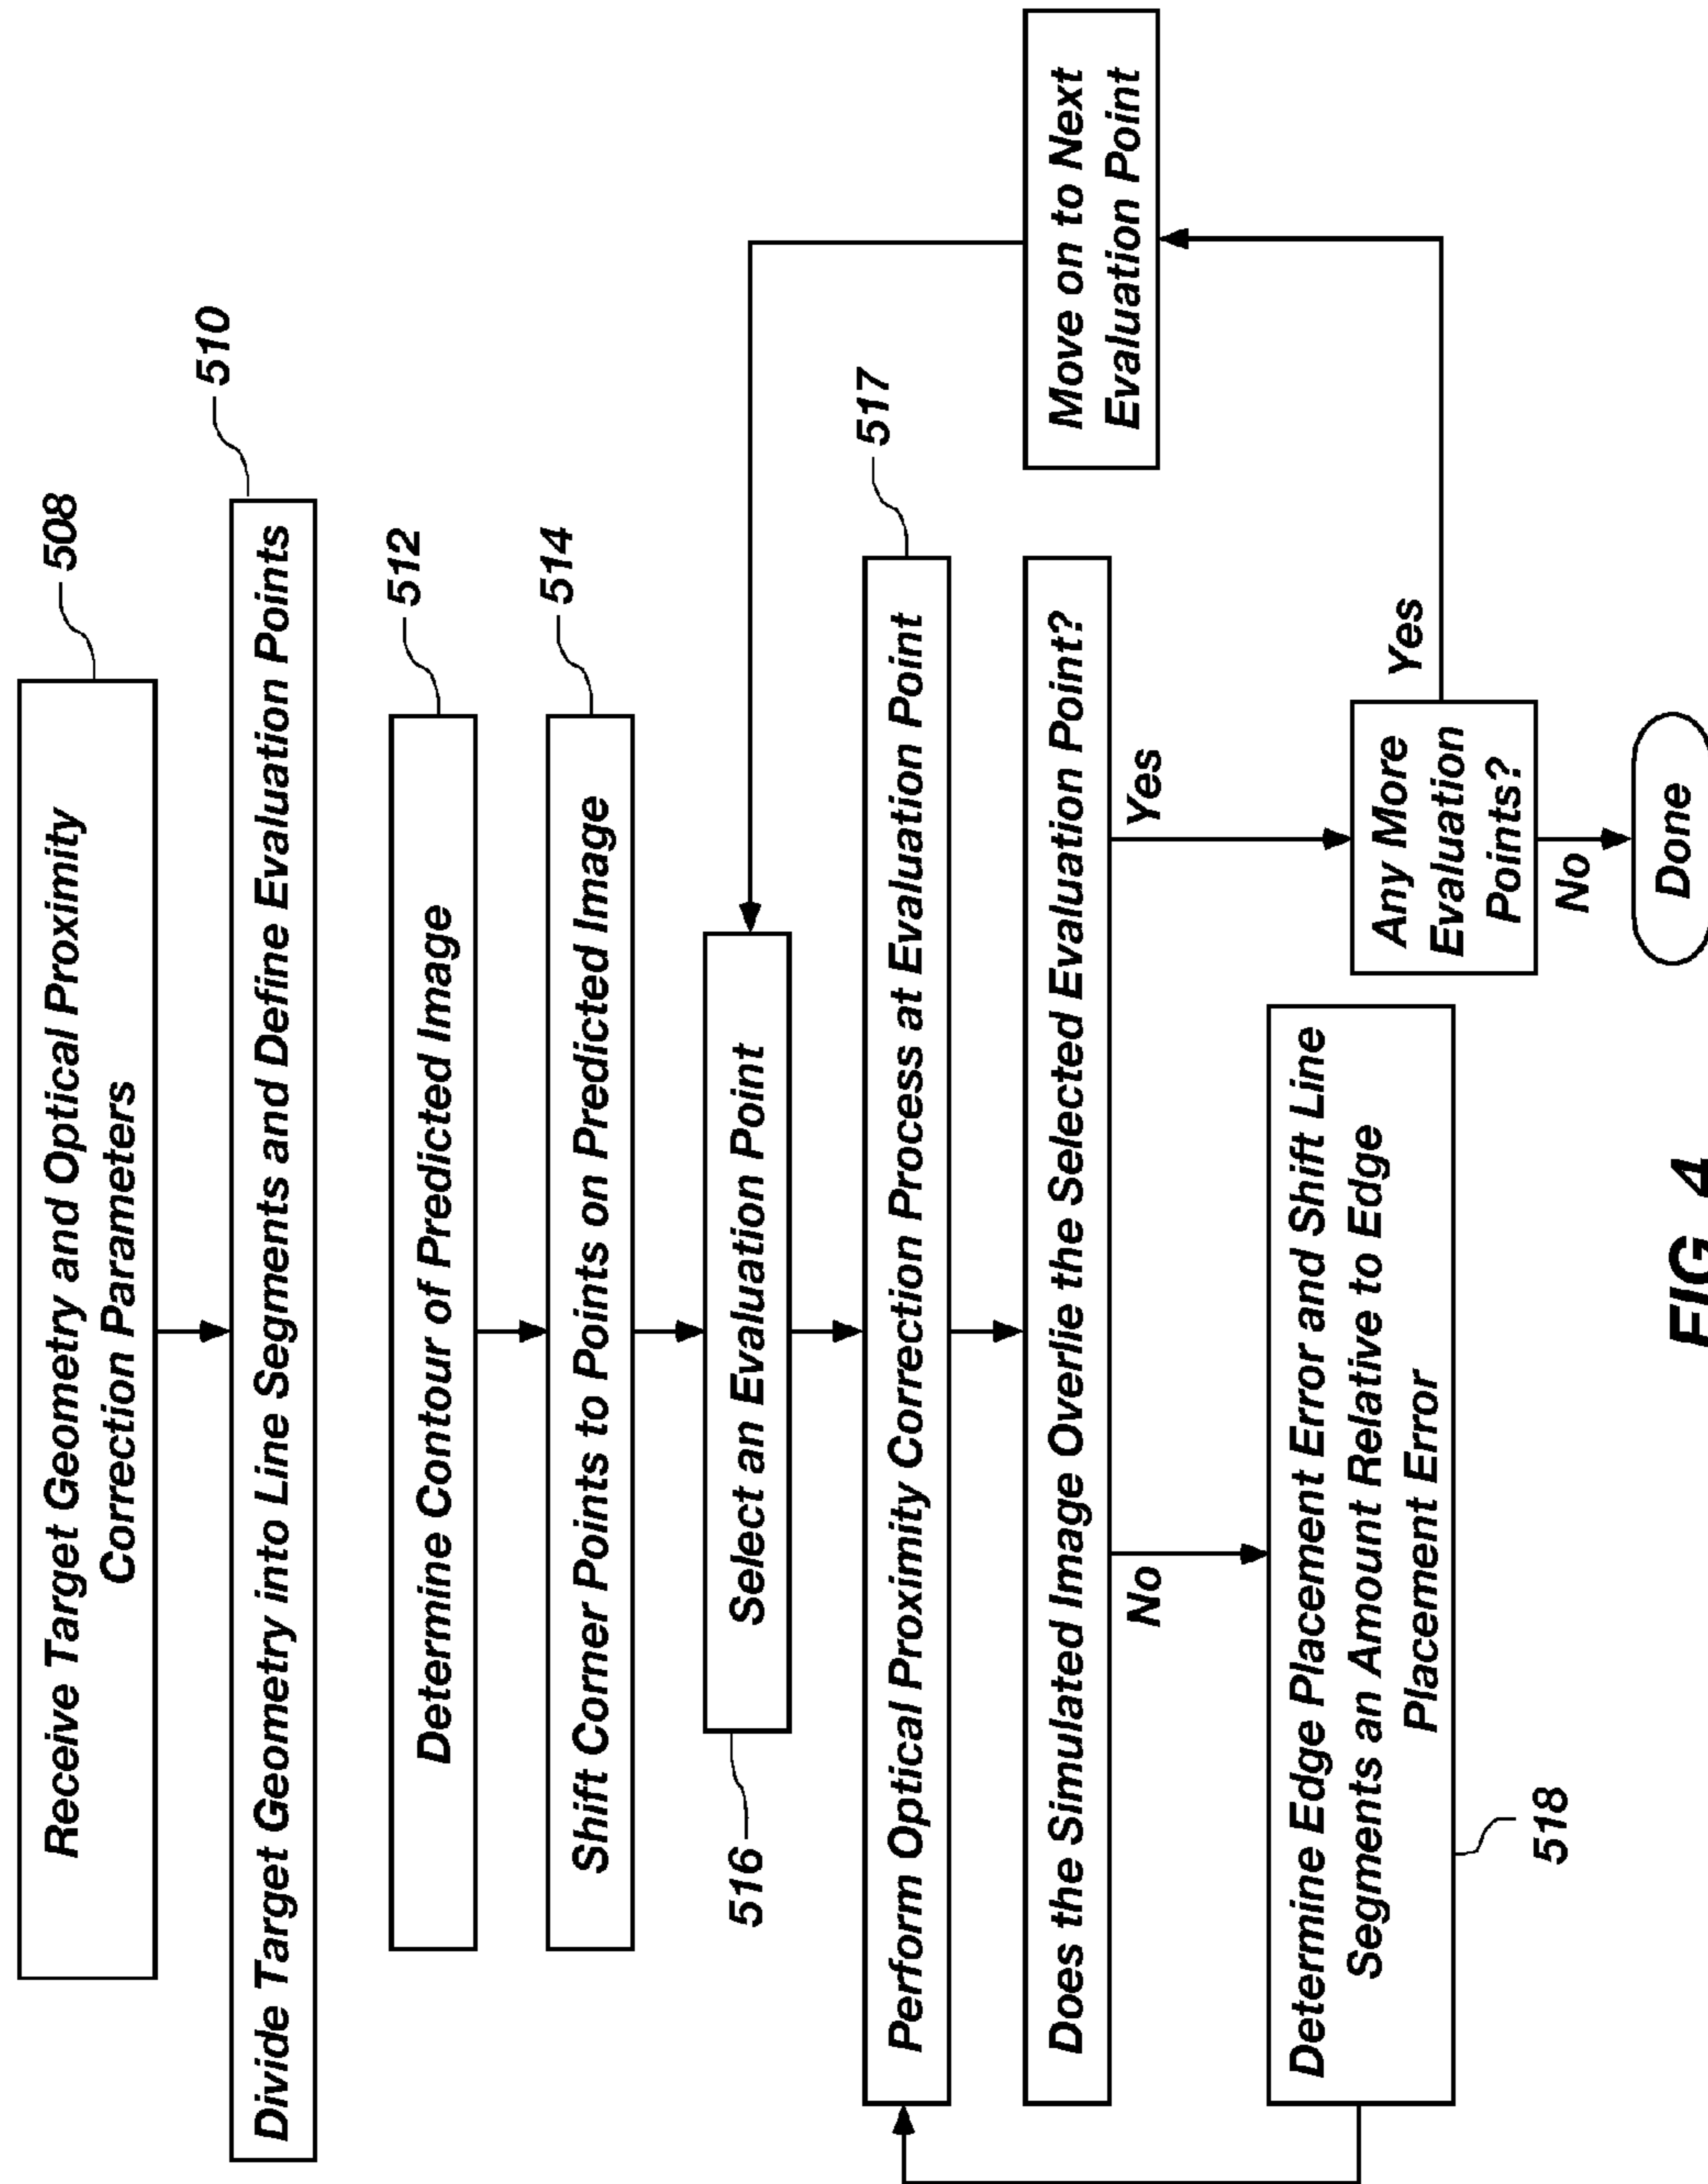 508
Receive Target Geometry and Optical Proximity
Correction Parameters
510
Divide Target Geometry into Line Segments and Define Evaluation Points
512
Determine Contour of Predicted Image
514
Shift Corner Points to Points on Predicted Image
516
Select an Evaluation Point
517
Perform Optical Proximity Correction Process at Evaluation Point
Does the Simulated Image Overlie the Selected Evaluation Point?
Move on to Next
Evaluation Point
No
Yes
Determine Edge Placement Error and Shift Line
Segments an Amount Relative to Edge
Placement Error
518
Any More
Evaluation
Points?
Yes
No
Done
FIG. 4